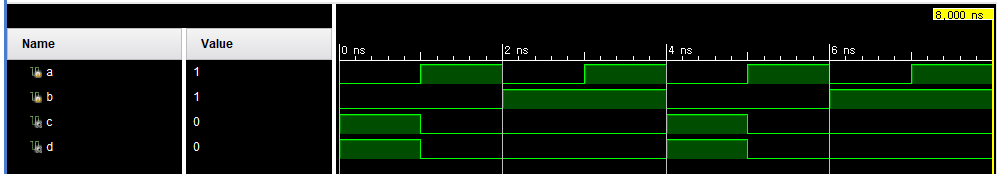 8,000 ns
Name Value
0 ns 2 ns 4 ns 6 ns
a 1
b 1
c 0
d 0